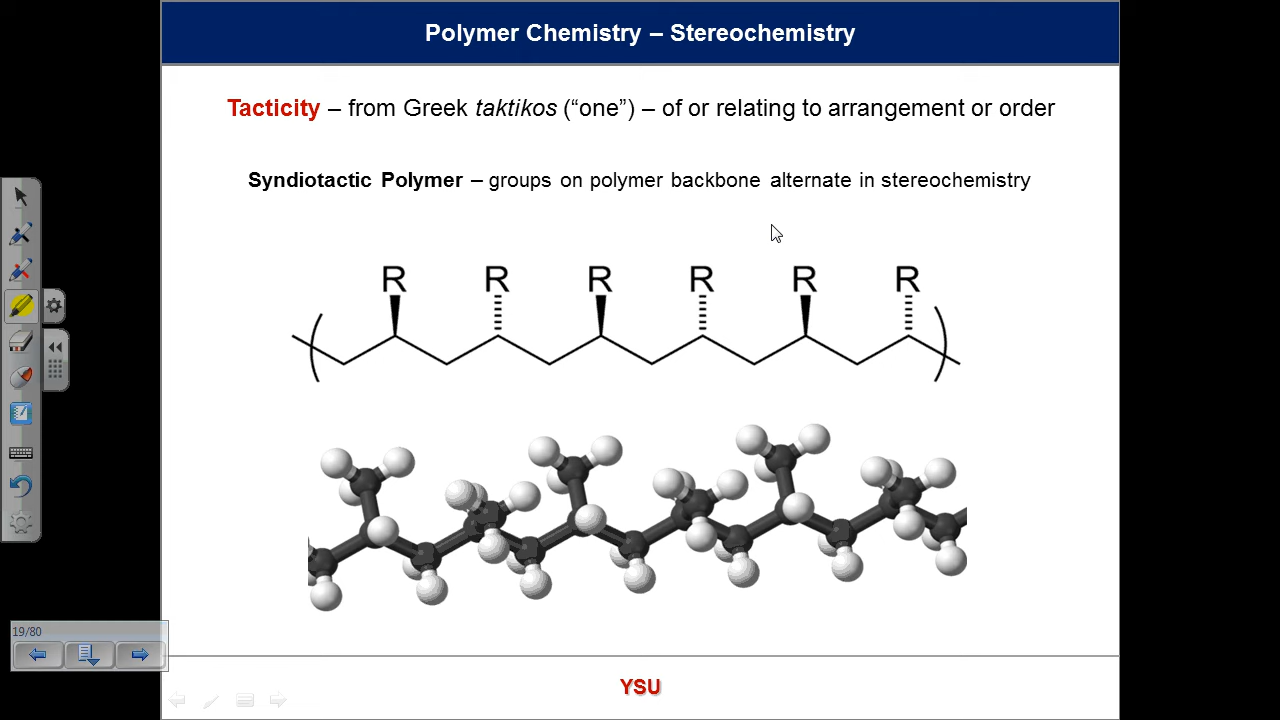 Polymer Chemistry – Stereochemistry
Tacticity – from Greek taktikos (“one”) – of or relating to arrangement or order
Syndiotactic Polymer – groups on polymer backbone alternate in stereochemistry
R R R R R R
19/80
YSU